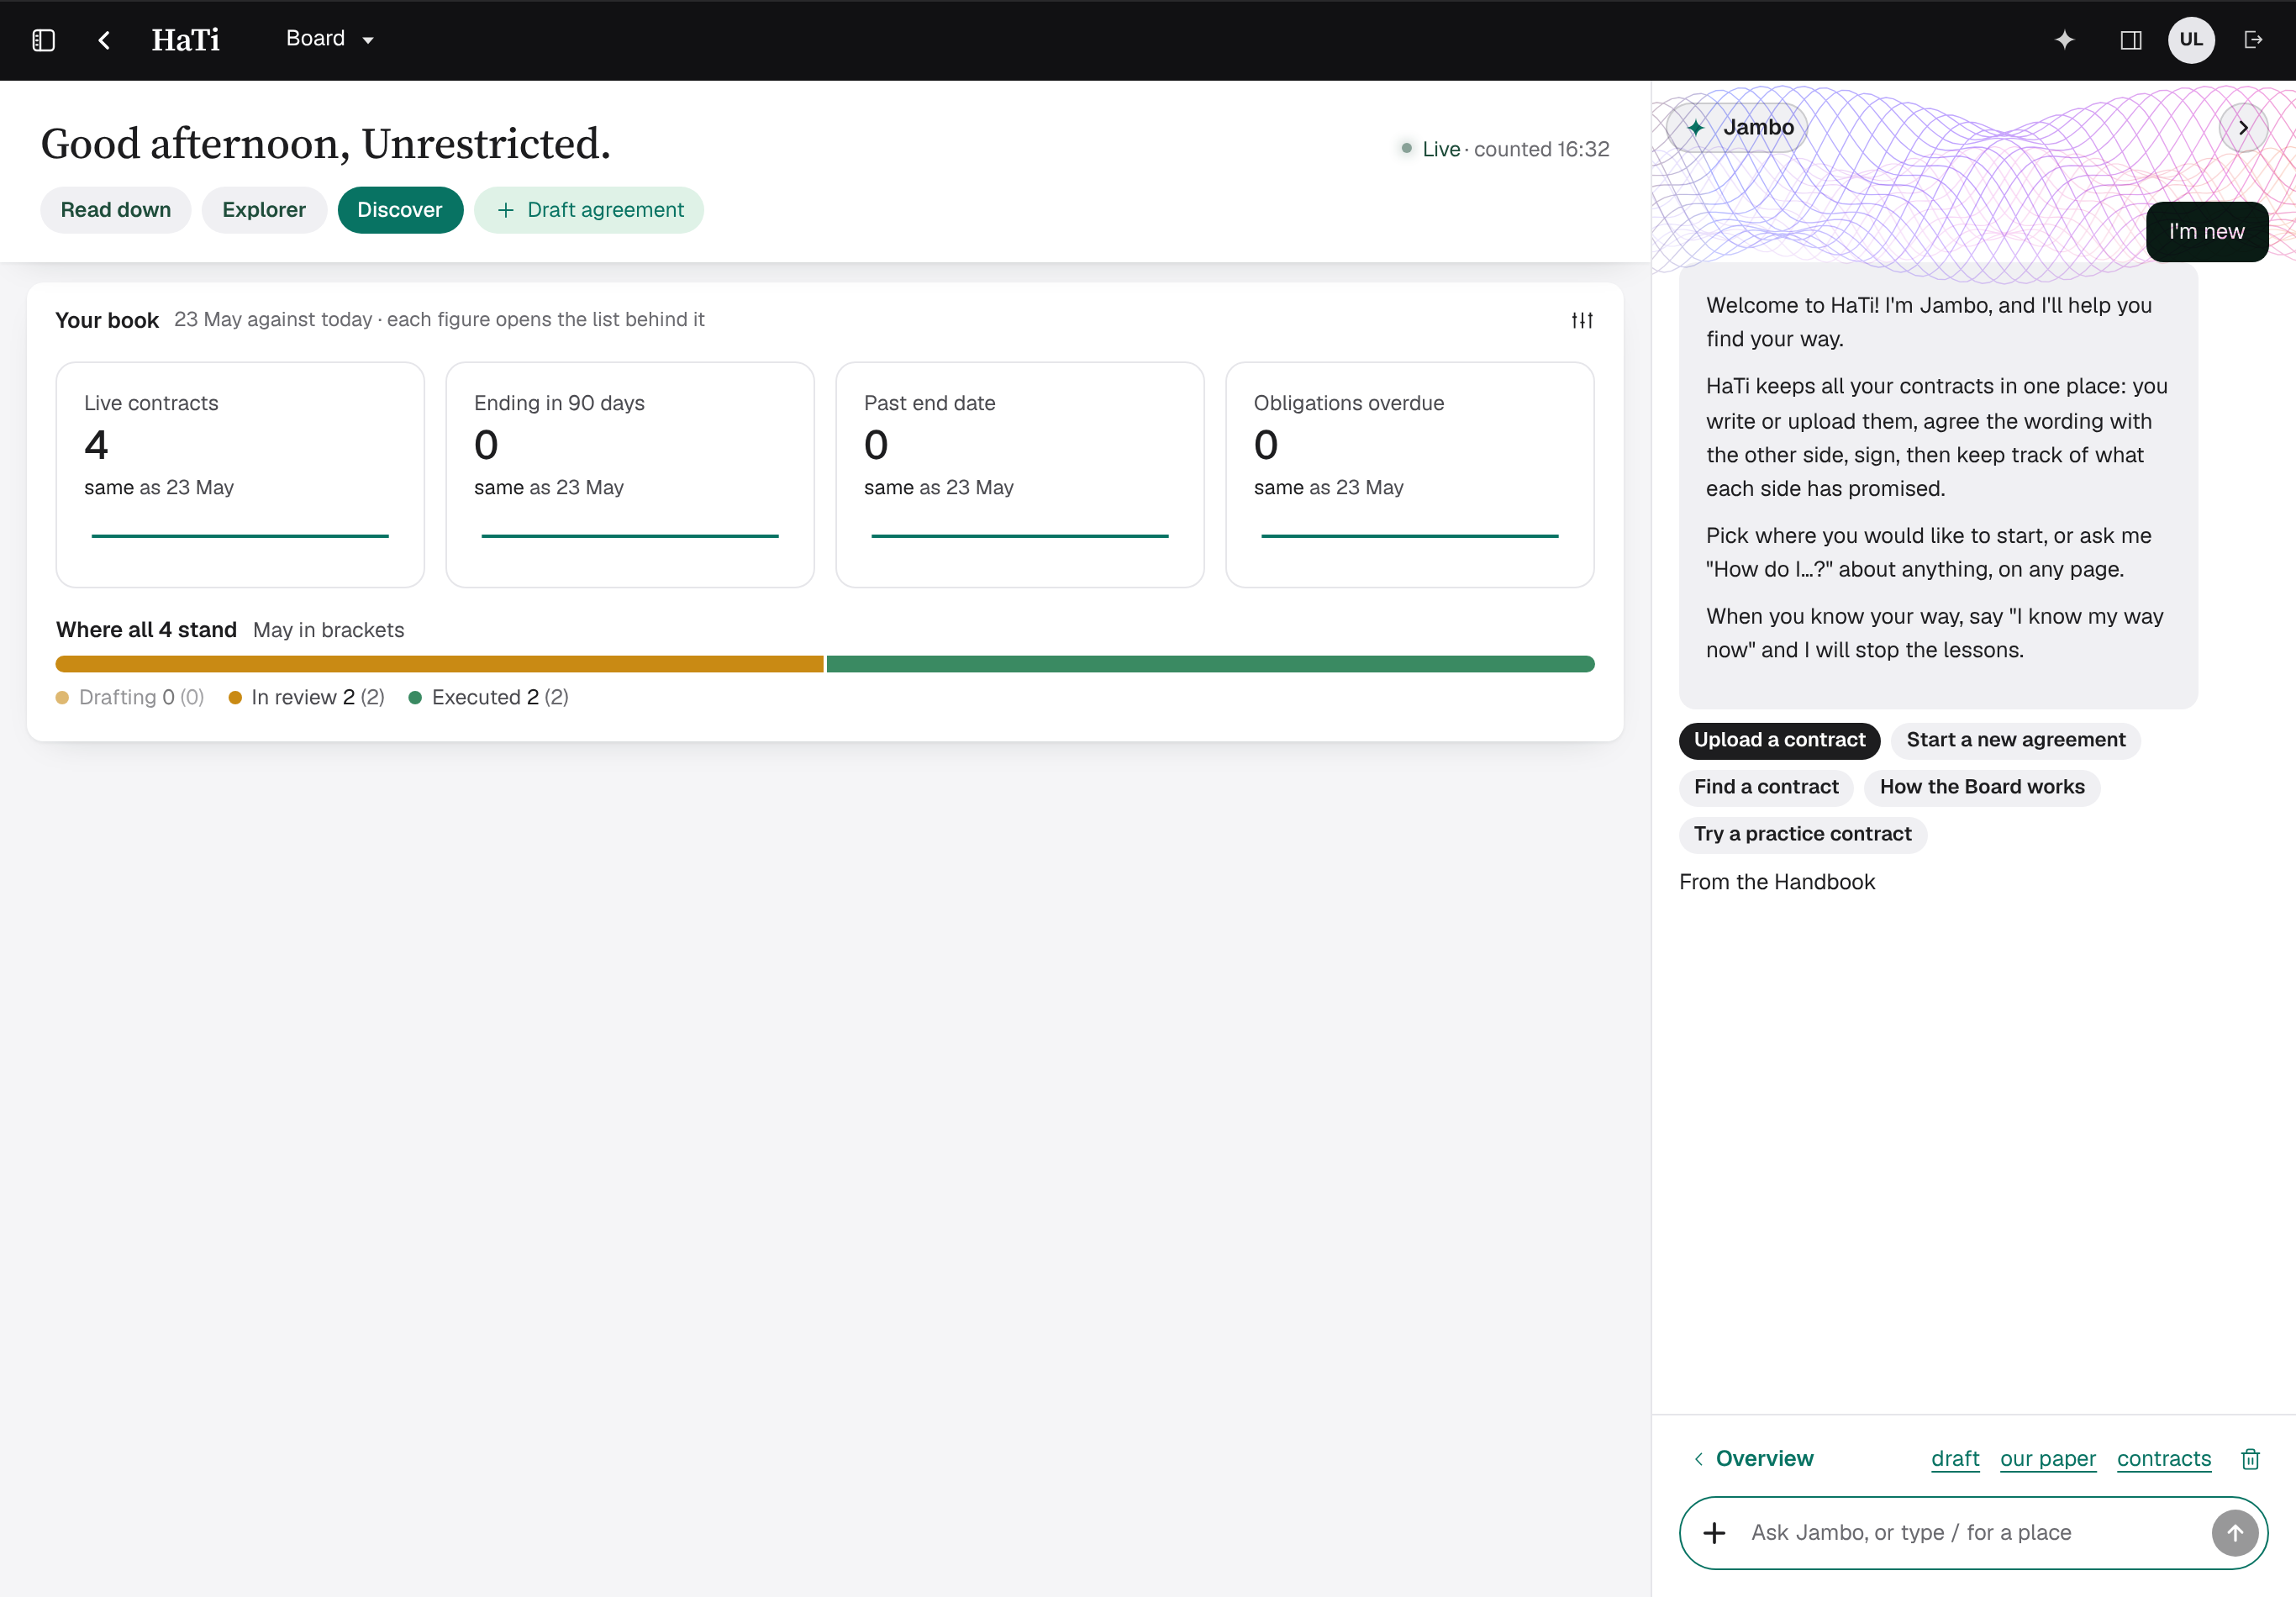 HaTi
Board
UL
Good afternoon, Unrestricted.
Live · counted 16:32
Read down
Explorer
Discover
+ Draft agreement
Your book 23 May against today · each figure opens the list behind it
Live contracts
4
same as 23 May
Ending in 90 days
0
same as 23 May
Past end date
0
same as 23 May
Obligations overdue
0
same as 23 May
Where all 4 stand May in brackets
Drafting 0 (0) In review 2 (2) Executed 2 (2)
Jambo
I'm new
Welcome to HaTi! I'm Jambo, and I'll help you
find your way.
HaTi keeps all your contracts in one place: you
write or upload them, agree the wording with
the other side, sign, then keep track of what
each side has promised.
Pick where you would like to start, or ask me
"How do I...?" about anything, on any page.
When you know your way, say "I know my way
now" and I will stop the lessons.
Upload a contract
Start a new agreement
Find a contract
How the Board works
Try a practice contract
From the Handbook
Overview
draft our paper contracts
Ask Jambo, or type / for a place